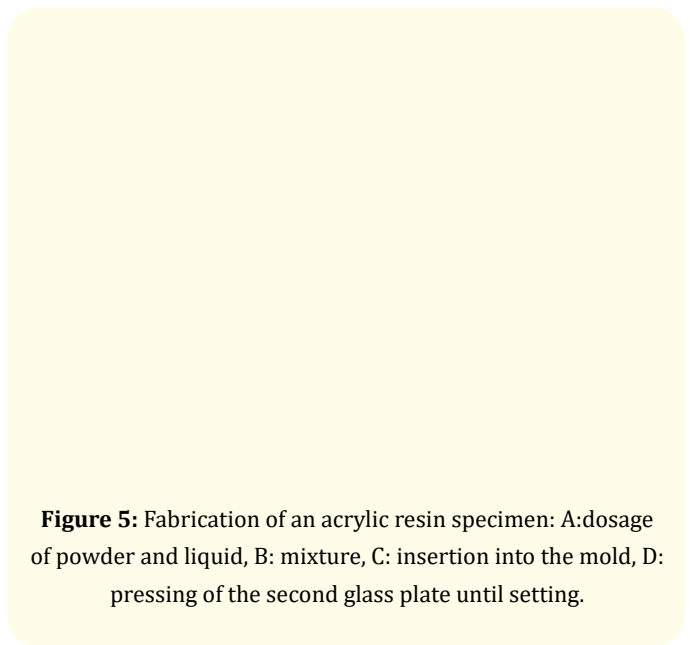 Figure 5: Fabrication of an acrylic resin specimen: A:dosage
of powder and liquid, B: mixture, C: insertion into the mold, D:
pressing of the second glass plate until setting.